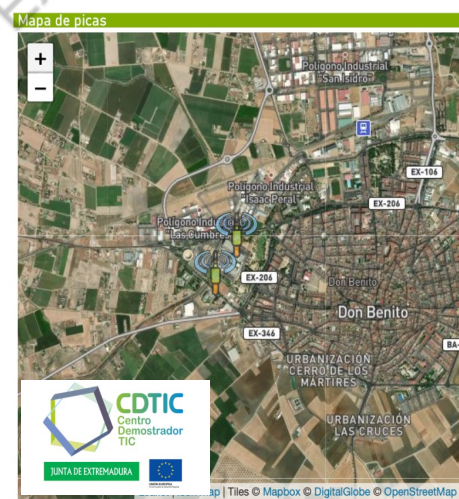 Mapa de picas
+
−
Polígono Industrial
San Isidro
EX-106
Polígono Industrial
Isaac Peral
EX-206
Polígono
Las Cumbres
EX-206
Don Benito
Don Benito
EX-346
BA-
URBANIZACIÓN
CERRO DE LOS
MÁRTIRES
URBANIZACIÓN
LAS CRUCES
CDTIC
Centro
Demostrador
TIC
JUNTA DE EXTREMADURA
UNIÓN EUROPEA
| Tiles © Mapbox © DigitalGlobe © OpenStreetMap